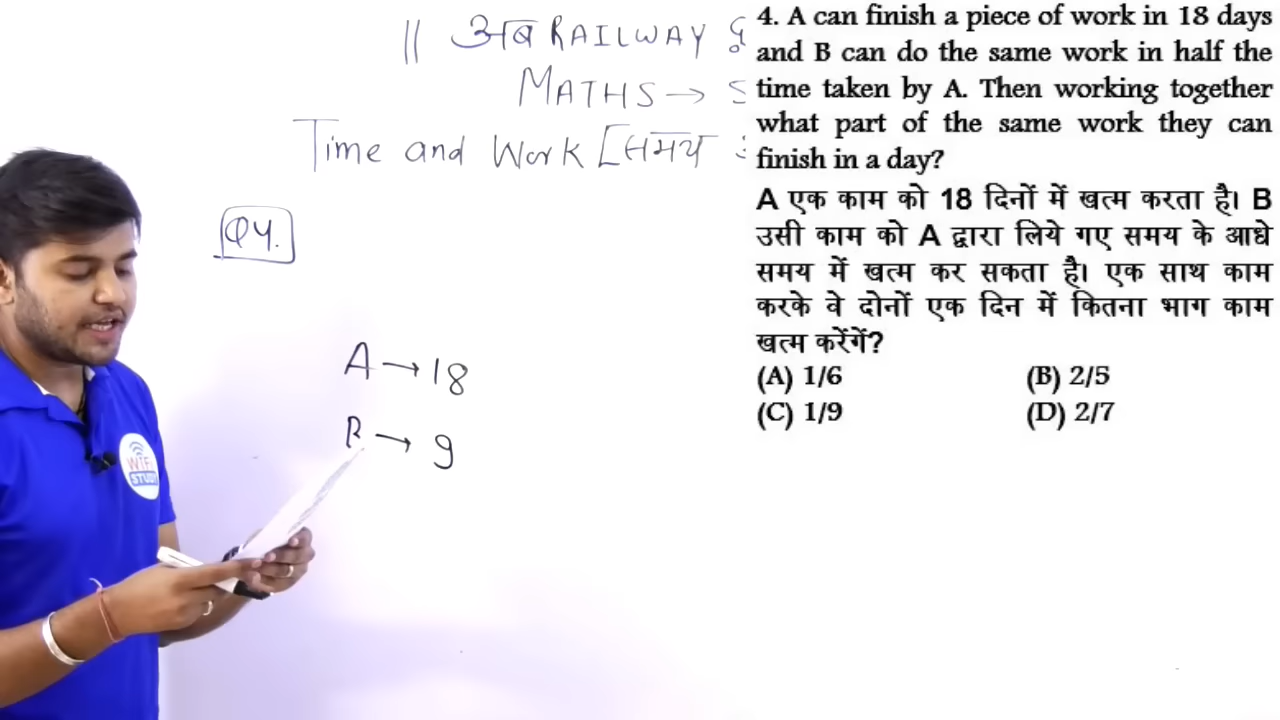 || अब RAILWAY दू
MATHS → S
Time and Work [समय
Q4.
A → 18
B → 9
WiFi
STUDY
4. A can finish a piece of work in 18 days
and B can do the same work in half the
time taken by A. Then working together
what part of the same work they can
finish in a day?
A एक काम को 18 दिनों में खत्म करता है। B
उसी काम को A द्वारा लिये गए समय के आधे
समय में खत्म कर सकता है। एक साथ काम
करके वे दोनों एक दिन में कितना भाग काम
खत्म करेंगें?
(A) 1/6 (B) 2/5
(C) 1/9 (D) 2/7